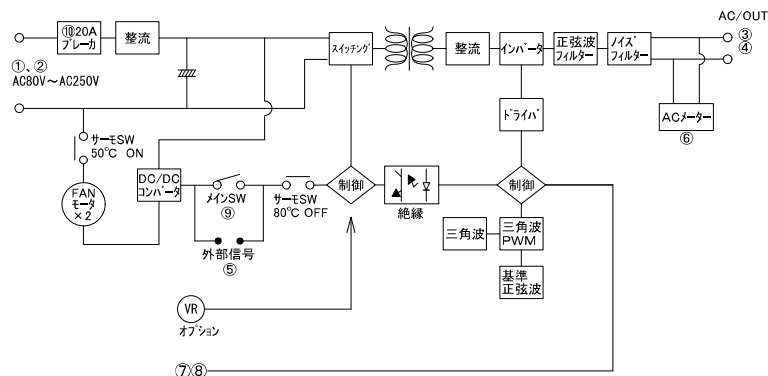 AC/OUT
⑩20A
ブレーカ
整流
スイッチング
整流
インバータ
正弦波
フィルター
ノイズ
フィルター
③
④
①、②
AC80V～AC250V
ドライバ
ACメーター
⑥
サーモSW
50℃ ON
DC/DC
コンバータ
FAN
モータ
×2
メインSW
⑨
サーモSW
80℃ OFF
制御
絶縁
制御
外部信号
⑤
三角波
三角波
PWM
基準
正弦波
VR
オプション
⑦⑧